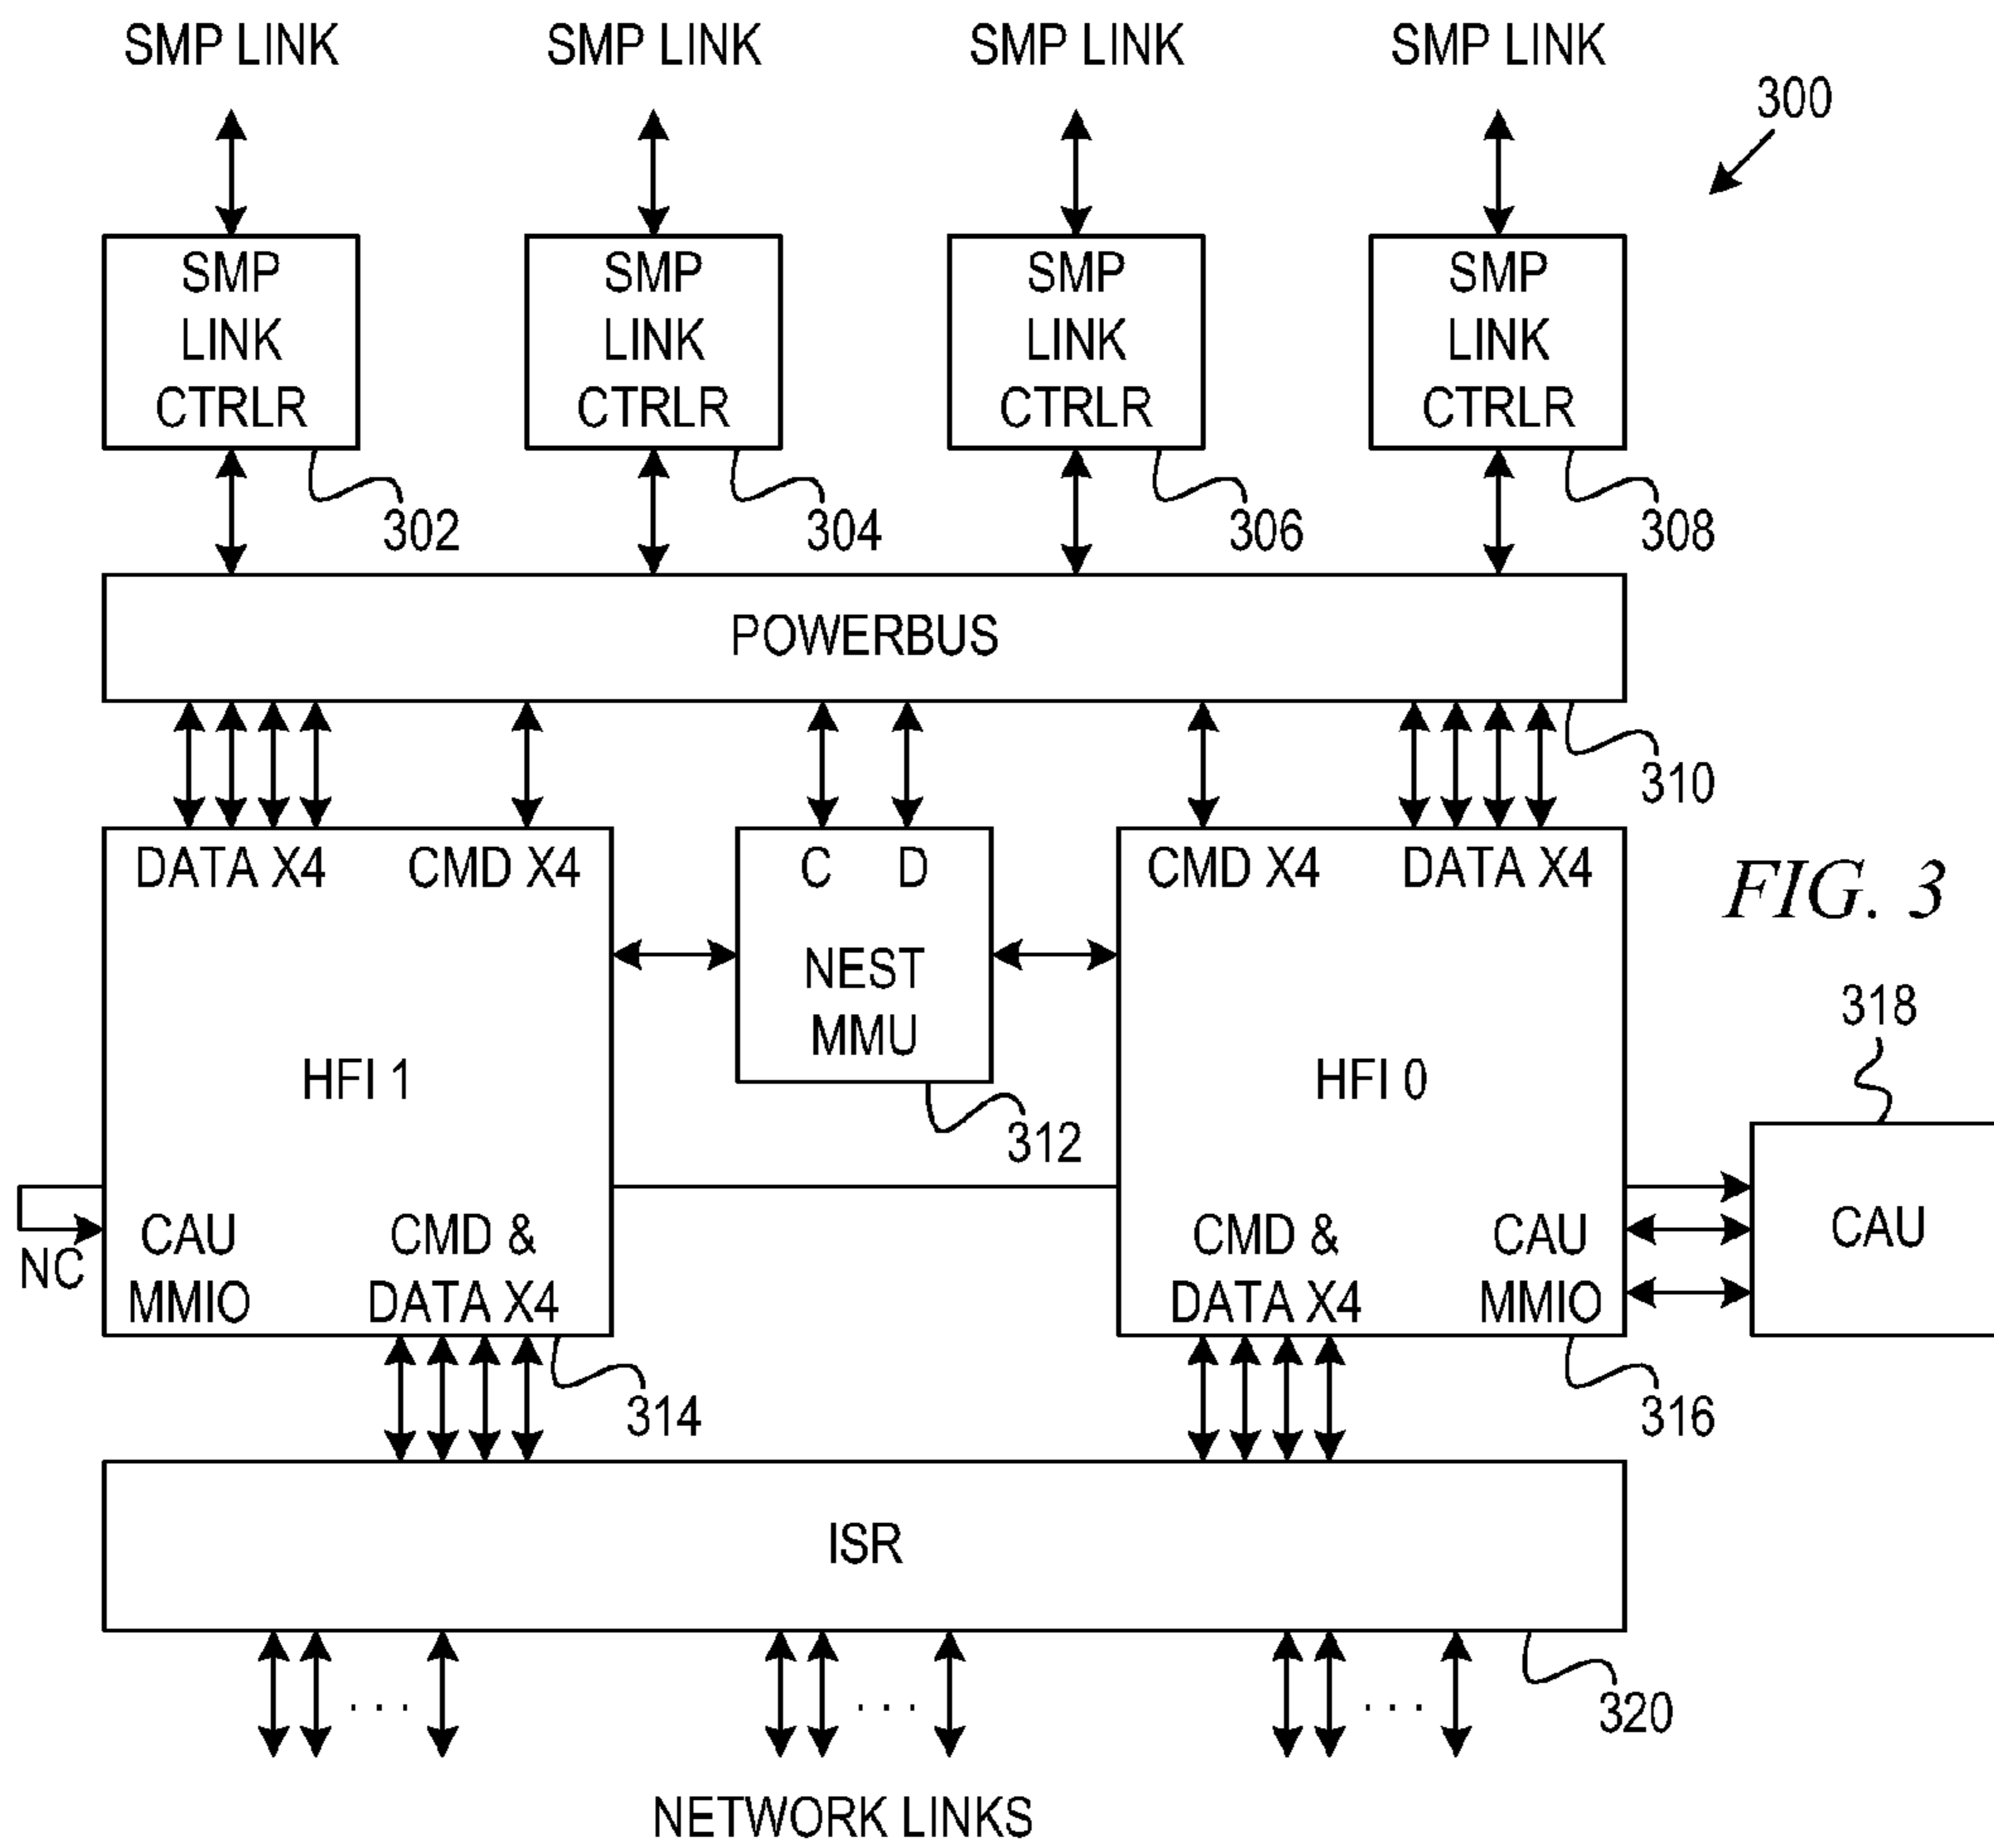 SMP LINK
SMP LINK
SMP LINK
SMP LINK
300
SMP
LINK
CTRLR
302
SMP
LINK
CTRLR
304
SMP
LINK
CTRLR
306
SMP
LINK
CTRLR
308
POWERBUS
310
DATA X4
CMD X4
HFI 1
CAU
MMIO
CMD &
DATA X4
NC
314
C
D
NEST
MMU
312
CMD X4
DATA X4
HFI 0
CMD &
DATA X4
CAU
MMIO
316
FIG. 3
318
CAU
ISR
320
. . .
. . .
. . .
NETWORK LINKS